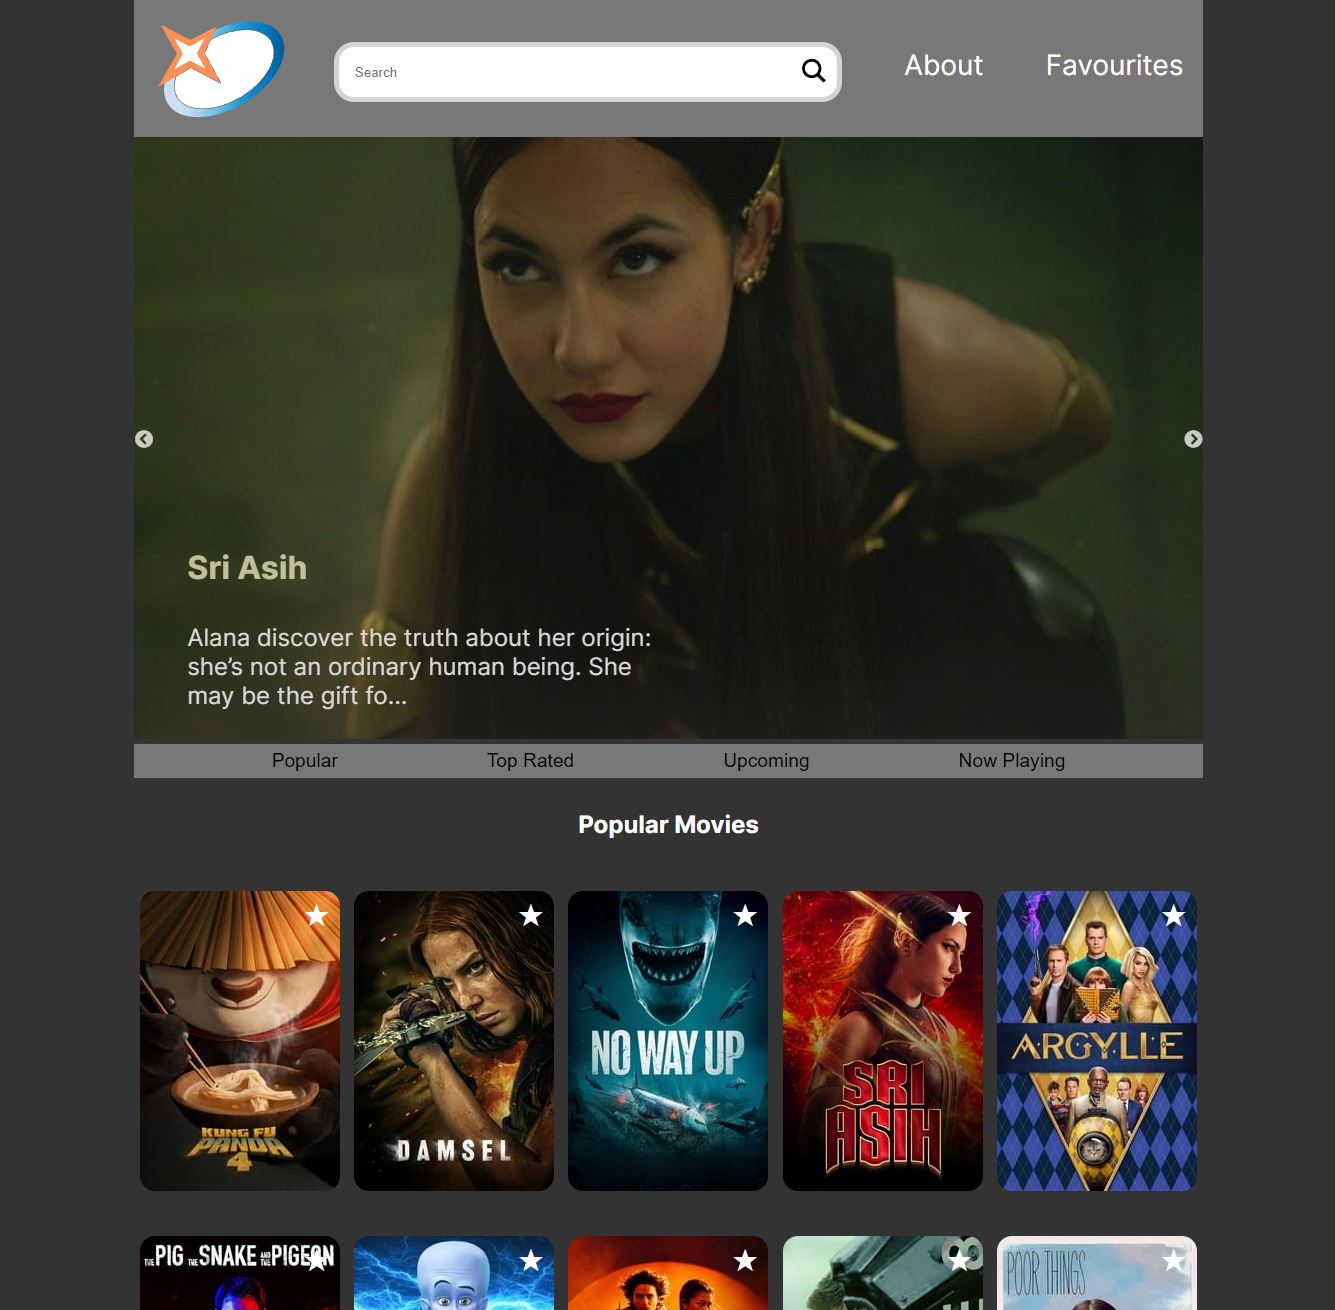 Search
About
Favourites
Sri Asih
Alana discover the truth about her origin:
she’s not an ordinary human being. She
may be the gift fo...
Popular
Top Rated
Upcoming
Now Playing
Popular Movies
KUNG FU
PANDA
4
DAMSEL
NO WAY UP
SRI
ASIH
ARGYLLE
THE PIG THE SNAKE AND THE PIGEON
POOR THINGS